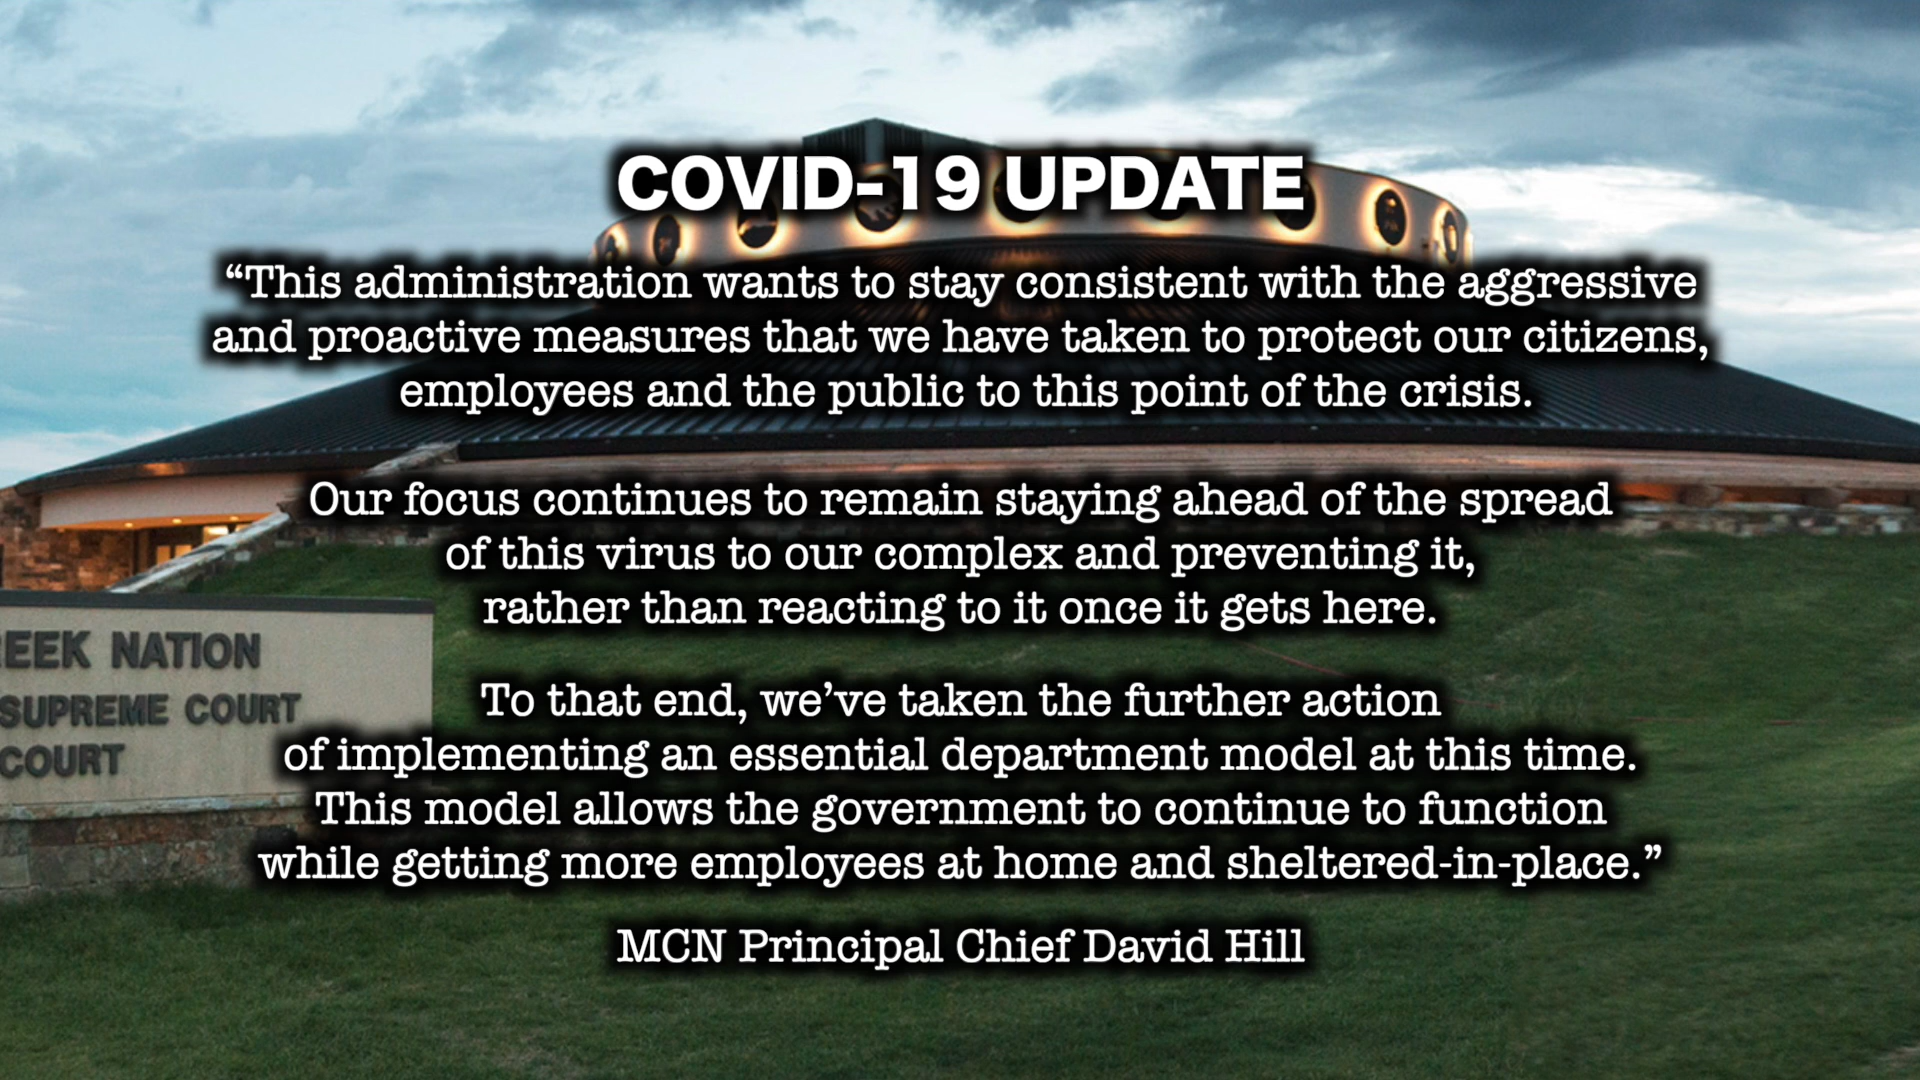 COVID-19 UPDATE
“This administration wants to stay consistent with the aggressive
and proactive measures that we have taken to protect our citizens,
employees and the public to this point of the crisis.
Our focus continues to remain staying ahead of the spread
of this virus to our complex and preventing it,
rather than reacting to it once it gets here.
To that end, we’ve taken the further action
of implementing an essential department model at this time.
This model allows the government to continue to function
while getting more employees at home and sheltered-in-place.”
MCN Principal Chief David Hill
EEK NATION
SUPREME COURT
COURT